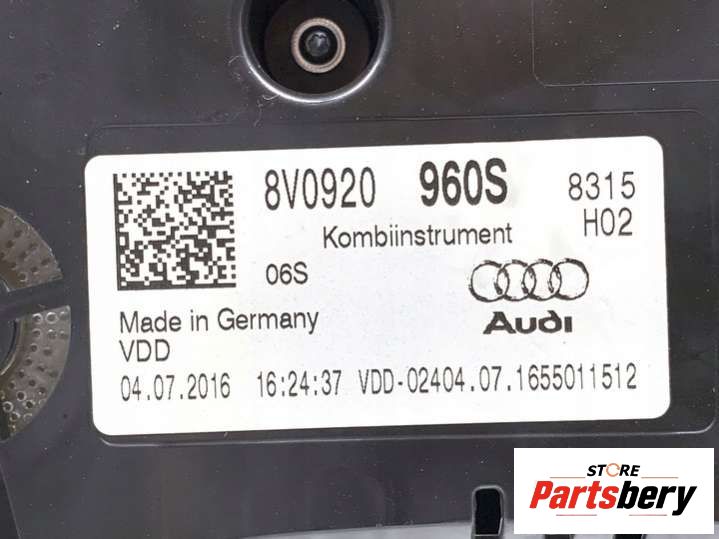 8V0920 960S 8315
H02
Kombiinstrument
06S
Audi
Made in Germany
VDD
04.07.2016 16:24:37 VDD-02404.07.1655011512
STORE
Partsbery